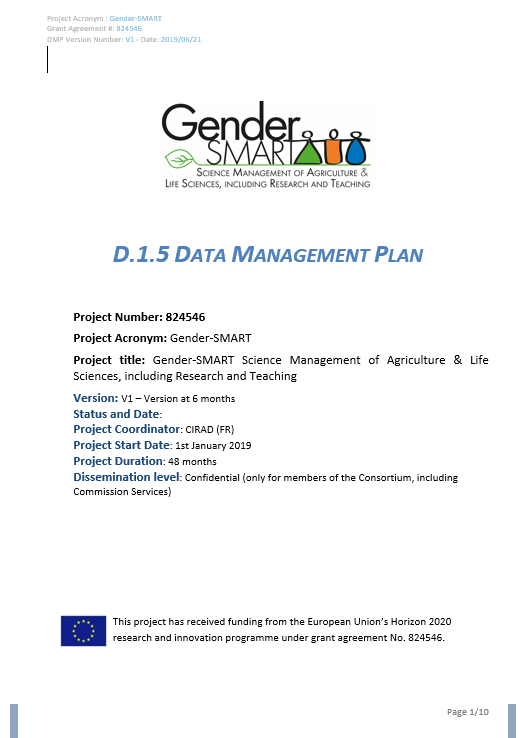 Project Acronym : Gender-SMART
Grant Agreement #: 824546
DMP Version Number: V1 - Date: 2019/06/21
Gender
SMART
Science Management of Agriculture &
Life Sciences, including Research and Teaching
D.1.5 Data Management Plan
Project Number: 824546
Project Acronym: Gender-SMART
Project title: Gender-SMART Science Management of Agriculture & Life
Sciences, including Research and Teaching
Version: V1 – Version at 6 months
Status and Date:
Project Coordinator: CIRAD (FR)
Project Start Date: 1st January 2019
Project Duration: 48 months
Dissemination level: Confidential (only for members of the Consortium, including
Commission Services)
This project has received funding from the European Union's Horizon 2020
research and innovation programme under grant agreement No. 824546.
Page 1/10